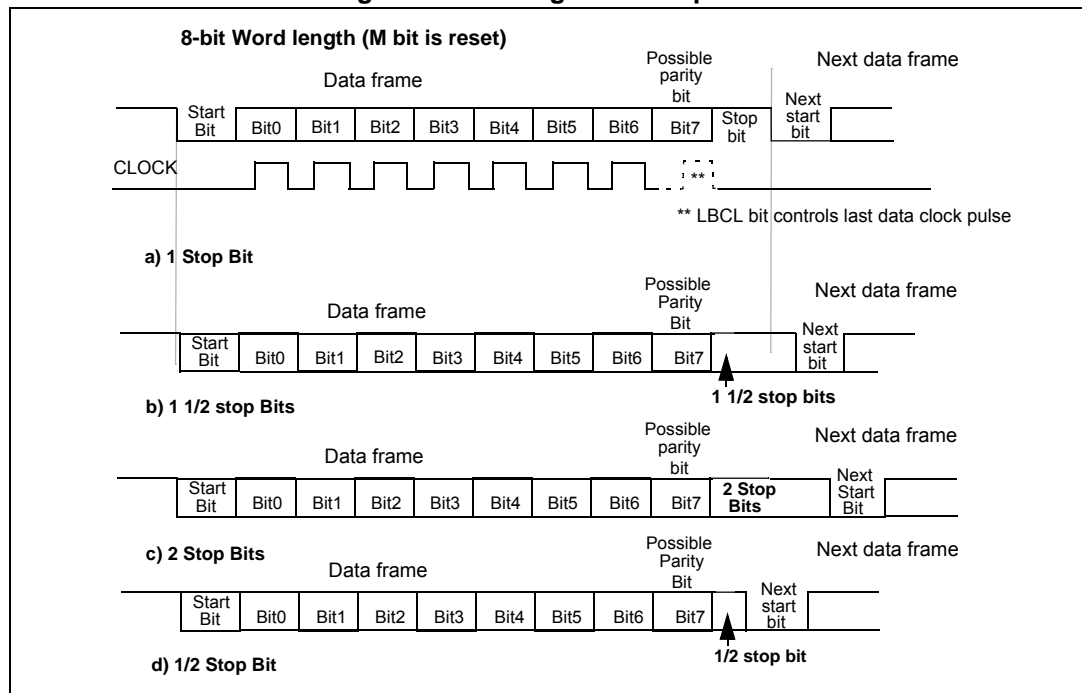 8-bit Word length (M bit is reset)
Data frame
Possible
parity
bit
Next data frame
Start
Bit
Bit0
Bit1
Bit2
Bit3
Bit4
Bit5
Bit6
Bit7
Stop
bit
Next
start
bit
CLOCK
**
** LBCL bit controls last data clock pulse
a) 1 Stop Bit
Data frame
Possible
Parity
Bit
Next data frame
Start
Bit
Bit0
Bit1
Bit2
Bit3
Bit4
Bit5
Bit6
Bit7
Next
start
bit
1 1/2 stop bits
b) 1 1/2 stop Bits
Data frame
Possible
parity
bit
Next data frame
Start
Bit
Bit0
Bit1
Bit2
Bit3
Bit4
Bit5
Bit6
Bit7
2 Stop
Bits
Next
Start
Bit
c) 2 Stop Bits
Data frame
Possible
Parity
Bit
Next data frame
Start
Bit
Bit0
Bit1
Bit2
Bit3
Bit4
Bit5
Bit6
Bit7
Next
start
bit
1/2 stop bit
d) 1/2 Stop Bit